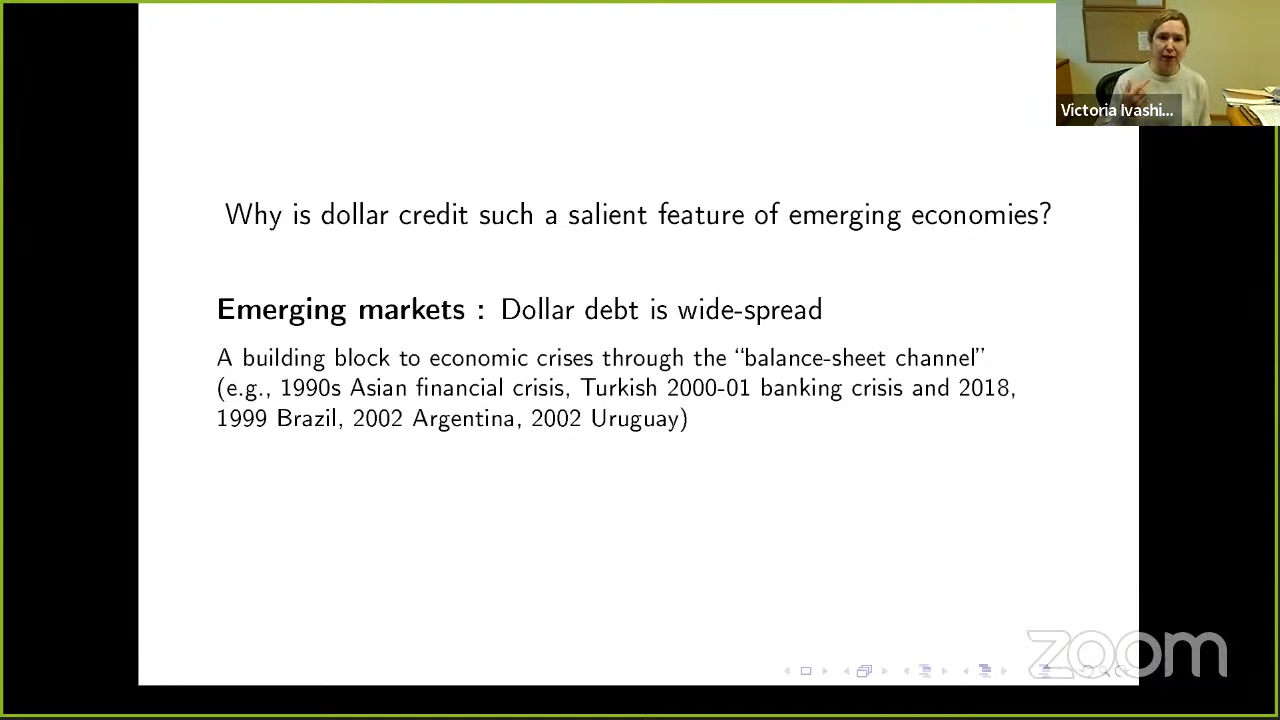 Victoria Ivashi...
Why is dollar credit such a salient feature of emerging economies?
Emerging markets : Dollar debt is wide-spread
A building block to economic crises through the “balance-sheet channel”
(e.g., 1990s Asian financial crisis, Turkish 2000-01 banking crisis and 2018,
1999 Brazil, 2002 Argentina, 2002 Uruguay)
zoom